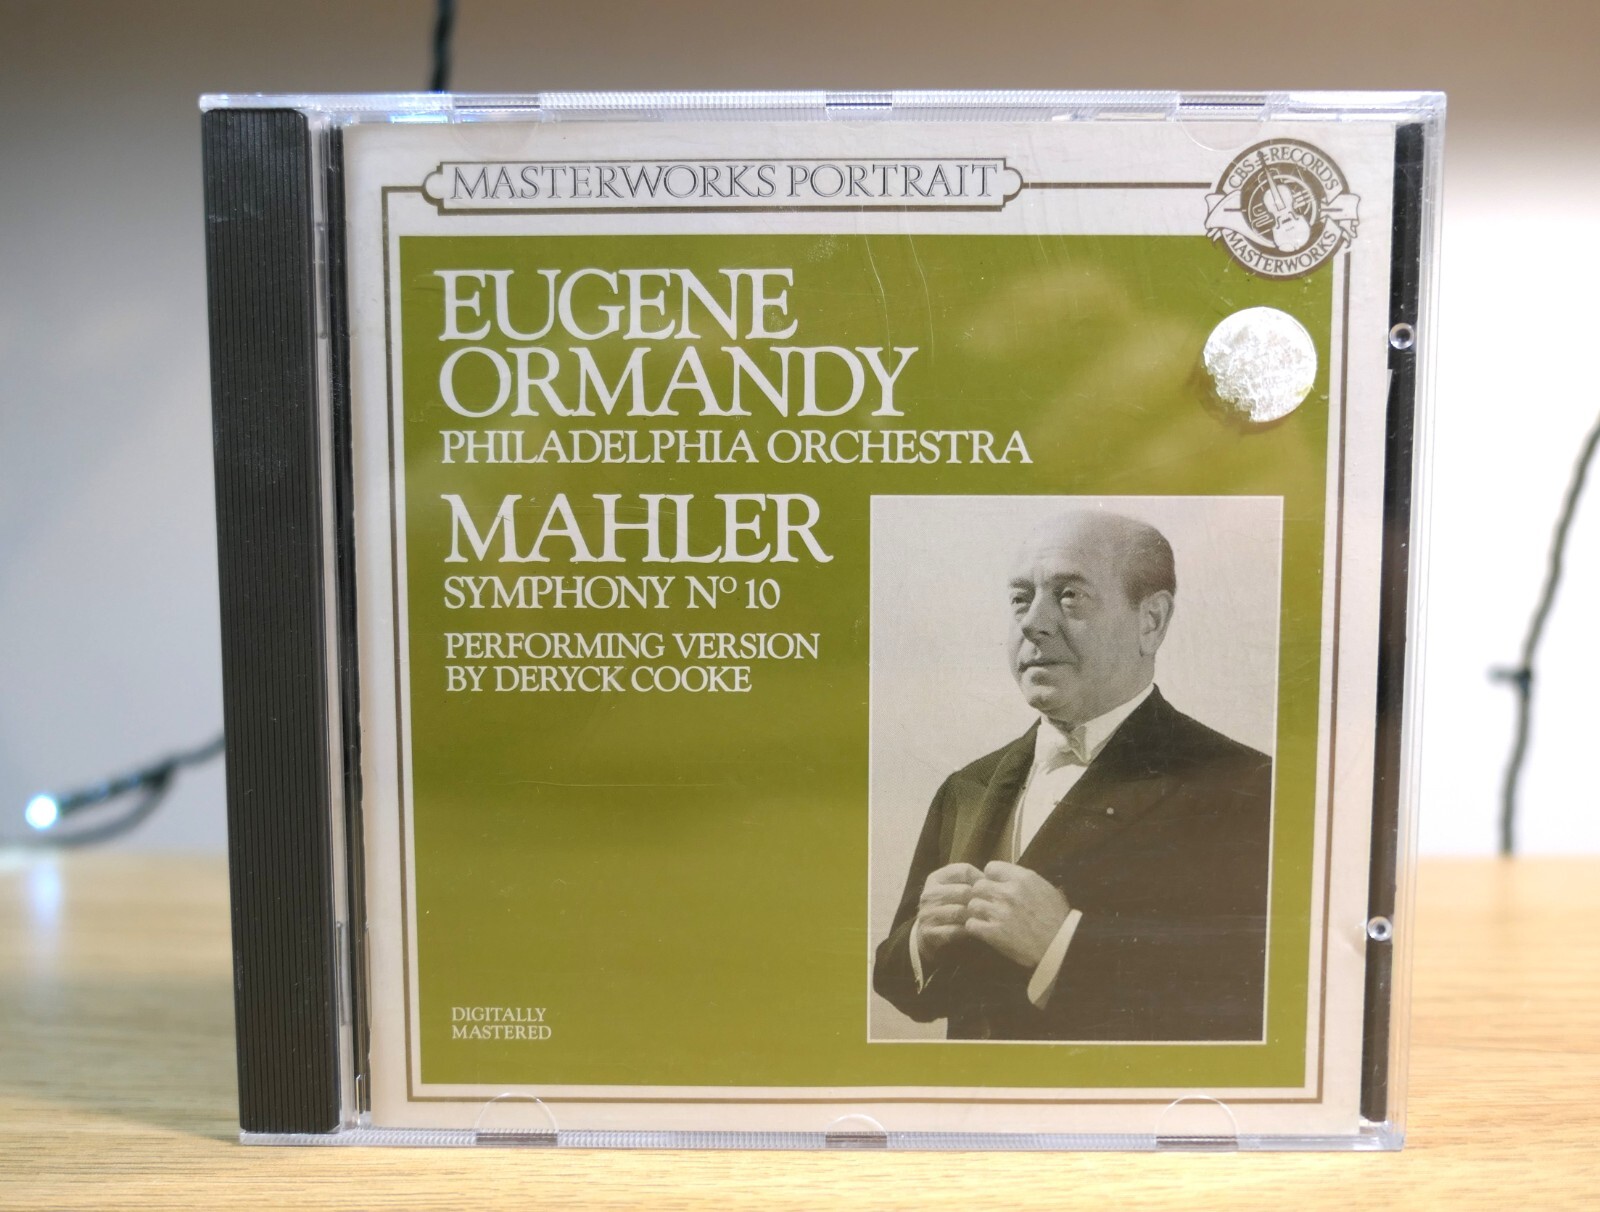 MASTERWORKS PORTRAIT
CBS RECORDS
MASTERWORKS
EUGENE
ORMANDY
PHILADELPHIA ORCHESTRA
MAHLER
SYMPHONY Nº 10
PERFORMING VERSION
BY DERYCK COOKE
DIGITALLY
MASTERED